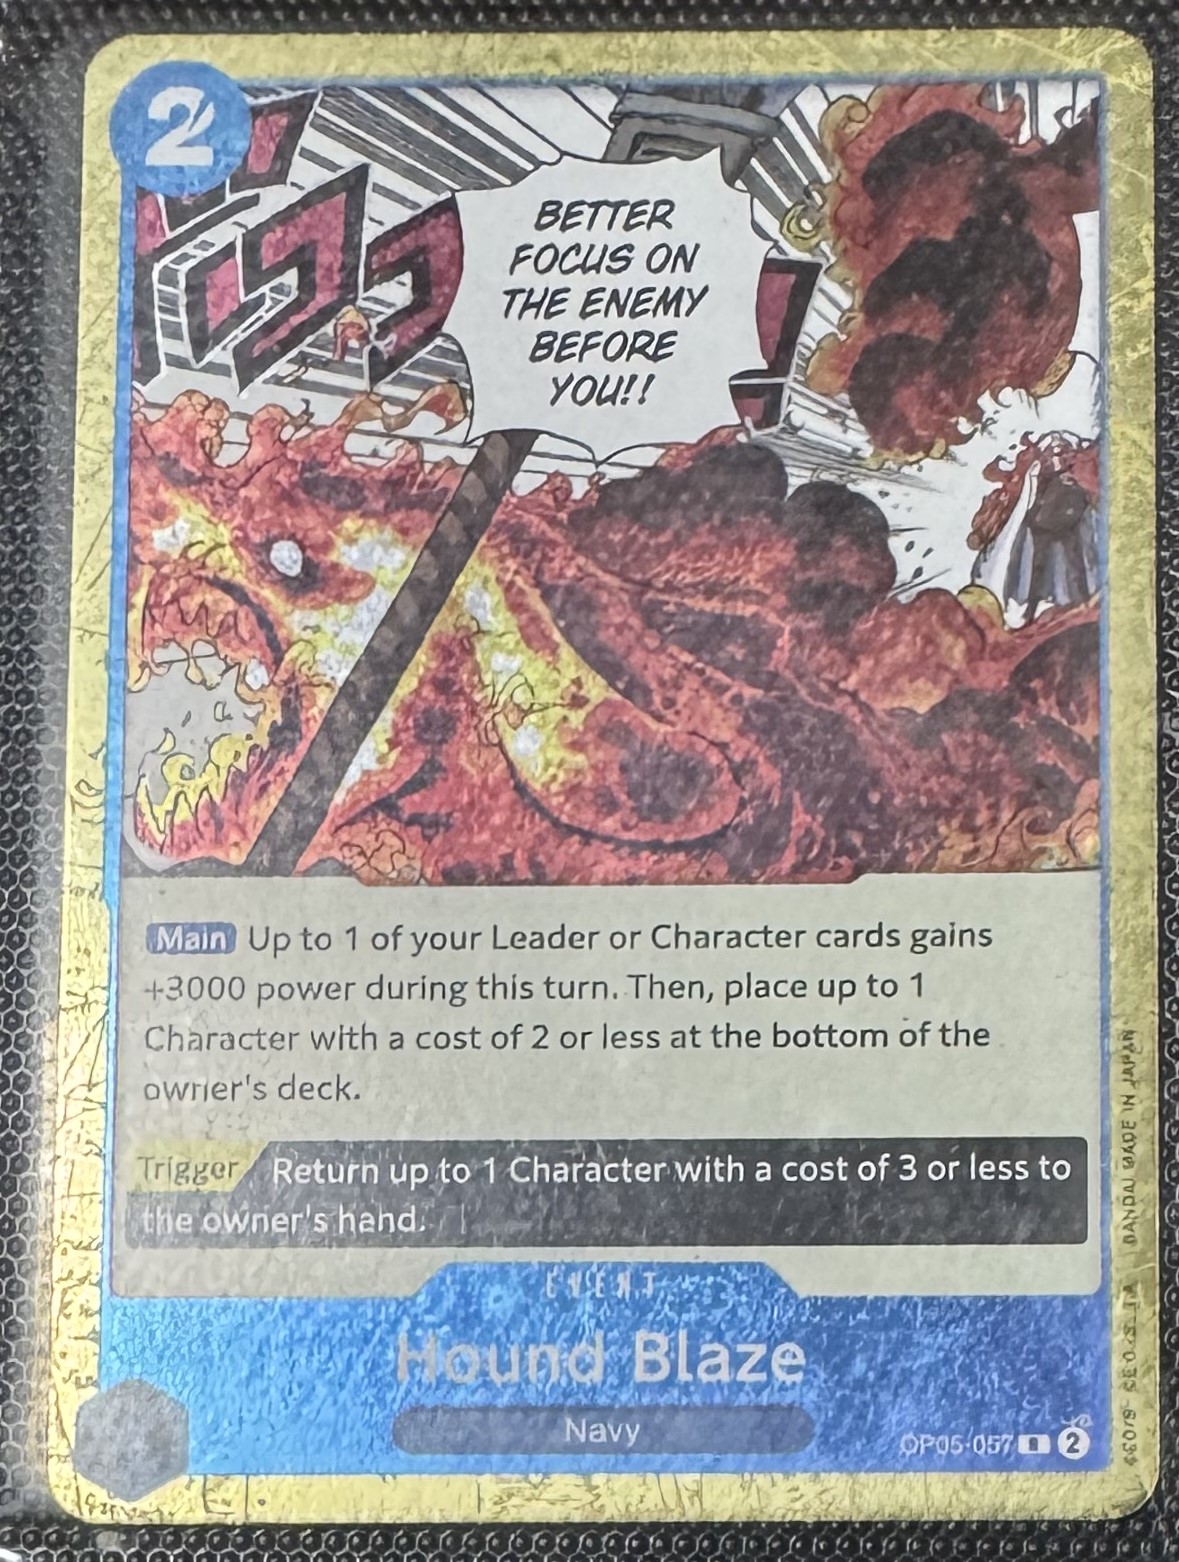 2
BETTER
FOCUS ON
THE ENEMY
BEFORE
YOU!!
Main Up to 1 of your Leader or Character cards gains
+3000 power during this turn. Then, place up to 1
Character with a cost of 2 or less at the bottom of the
owner's deck.
Trigger Return up to 1 Character with a cost of 3 or less to
the owner's hand.
EVENT
Hound Blaze
Navy
OP05-057 R 2
BANDAI MADE IN JAPAN